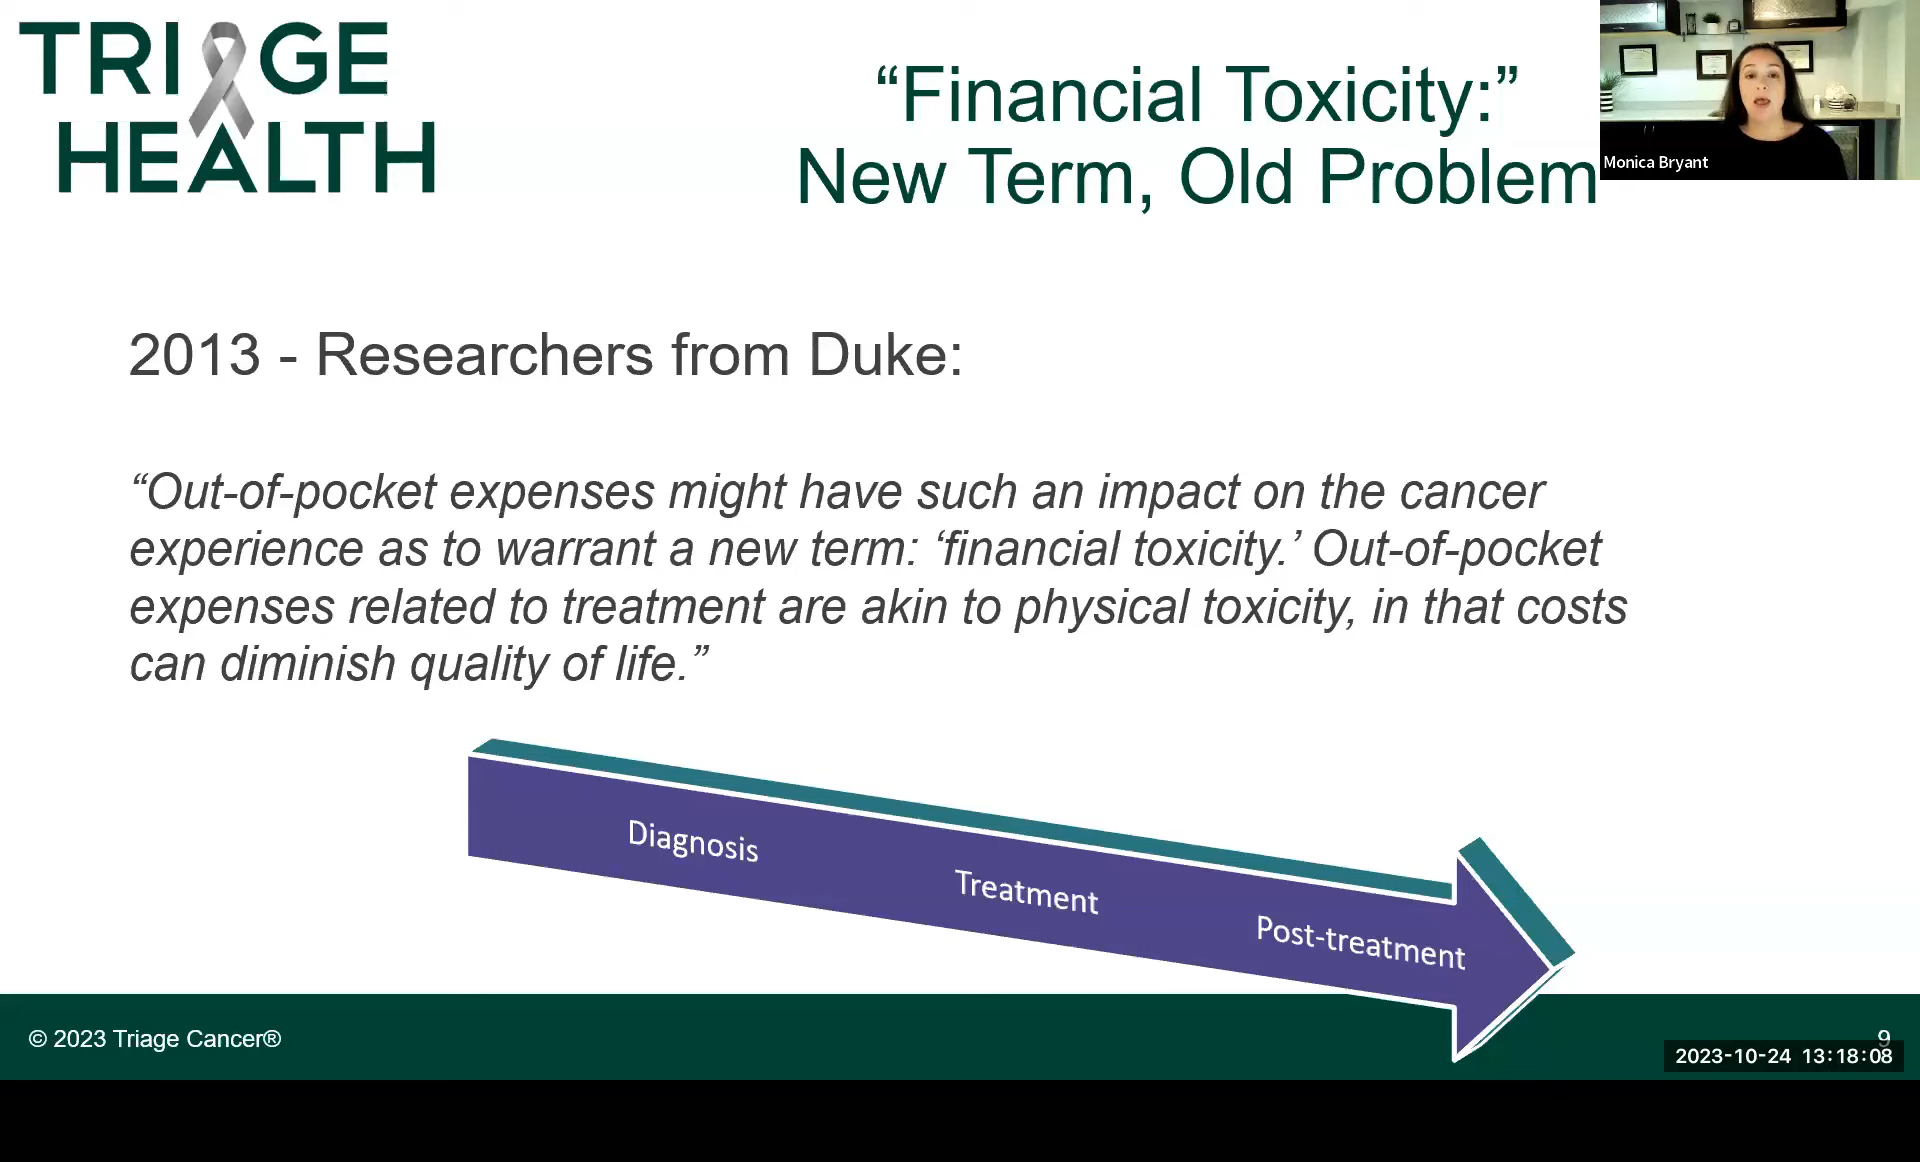 TRIAGE
HEALTH
“Financial Toxicity:”
New Term, Old Problem
Monica Bryant
2013 - Researchers from Duke:
“Out-of-pocket expenses might have such an impact on the cancer
experience as to warrant a new term: ‘financial toxicity.’ Out-of-pocket
expenses related to treatment are akin to physical toxicity, in that costs
can diminish quality of life.”
Diagnosis
Treatment
Post-treatment
© 2023 Triage Cancer®
9
2023-10-24 13:18:08